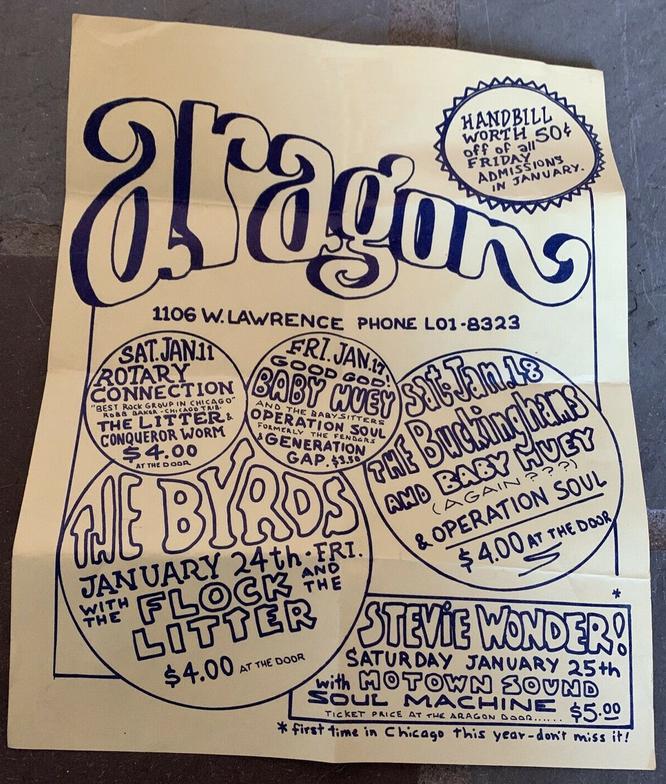 HANDBILL
WORTH 50¢
off of all
FRIDAY
ADMISSIONS
IN JANUARY.
aragon
1106 W. LAWRENCE PHONE LO1-8323
SAT. JAN. 11
ROTARY
CONNECTION
"BEST ROCK GROUP IN CHICAGO"
ROBB BAKER - CHICAGO TRIB.
THE LITTER &
CONQUEROR WORM
$4.00
AT THE DOOR
FRI. JAN. 17
GOOD GOD!
BABY HUEY
AND THE BABYSITTERS
OPERATION SOUL
FORMERLY THE FENDERS
& GENERATION
GAP. $3.50
Sat. Jan. 18
THE Buckinghams
AND BABY HUEY
(AGAIN???)
& OPERATION SOUL
$4.00 AT THE DOOR
THE BYRDS
JANUARY 24th · FRI.
WITH THE FLOCK AND THE
LITTER
$4.00 AT THE DOOR
*
STEVIE WONDER!
SATURDAY JANUARY 25th
with MOTOWN SOUND
SOUL MACHINE
TICKET PRICE AT THE ARAGON DOOR...... $5.00
* first time in Chicago this year-don't miss it!